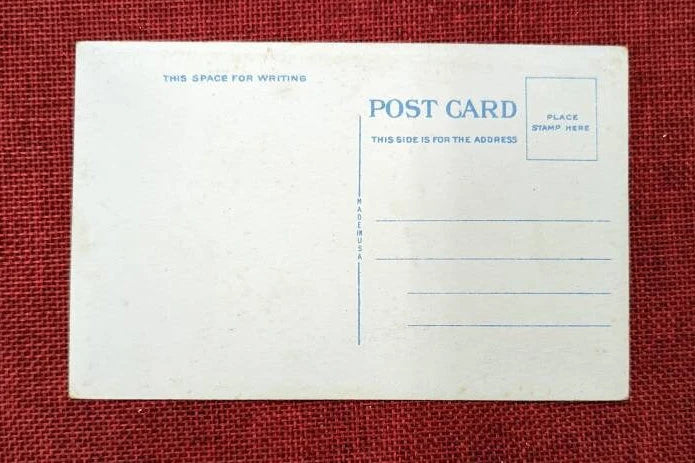 THIS SPACE FOR WRITING
POST CARD
THIS SIDE IS FOR THE ADDRESS
PLACE
STAMP HERE
MADE IN USA